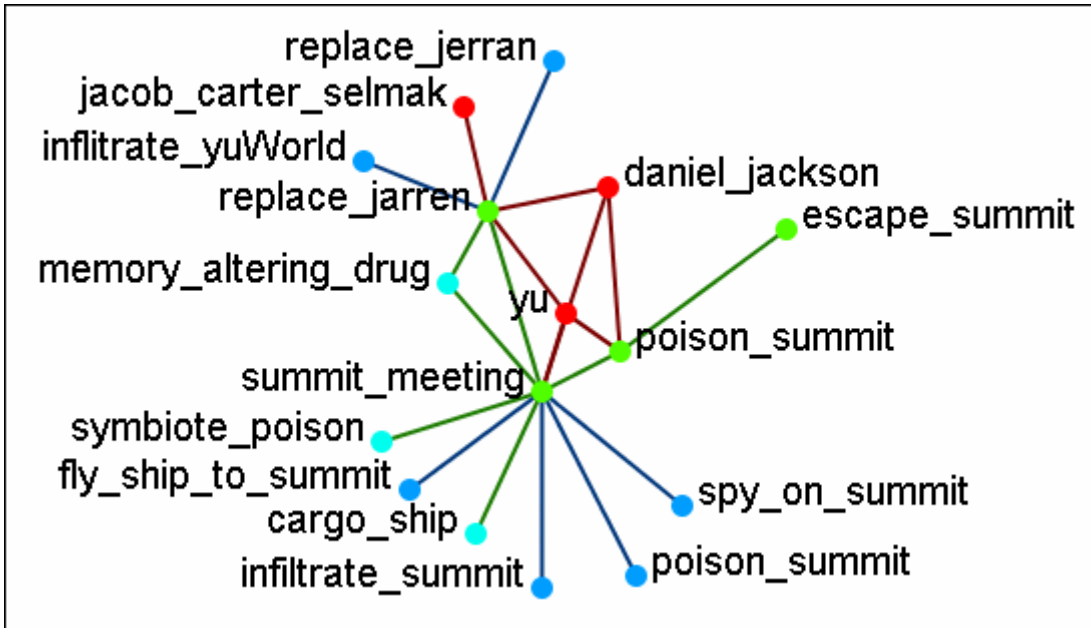 replace_jerran
jacob_carter_selmak
inflitrate_yuWorld
daniel_jackson
replace_jarren
escape_summit
memory_altering_drug
yu
poison_summit
summit_meeting
symbiote_poison
fly_ship_to_summit
spy_on_summit
cargo_ship
poison_summit
infiltrate_summit